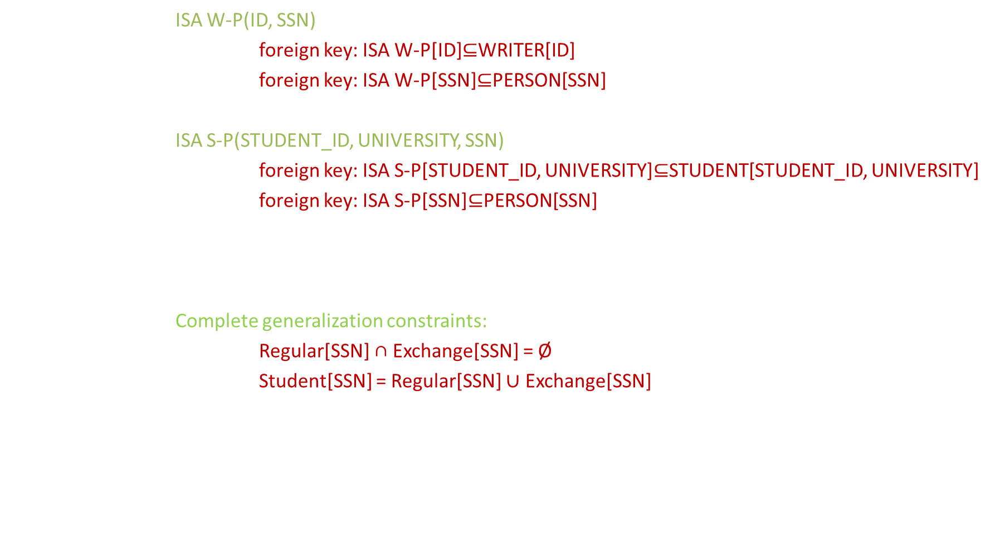 ISA W-P(ID, SSN)
foreign key: ISA W-P[ID]⊆WRITER[ID]
foreign key: ISA W-P[SSN]⊆PERSON[SSN]
ISA S-P(STUDENT_ID, UNIVERSITY, SSN)
foreign key: ISA S-P[STUDENT_ID, UNIVERSITY]⊆STUDENT[STUDENT_ID, UNIVERSITY]
foreign key: ISA S-P[SSN]⊆PERSON[SSN]
Complete generalization constraints:
Regular[SSN] ∩ Exchange[SSN] = Ø
Student[SSN] = Regular[SSN] ∪ Exchange[SSN]